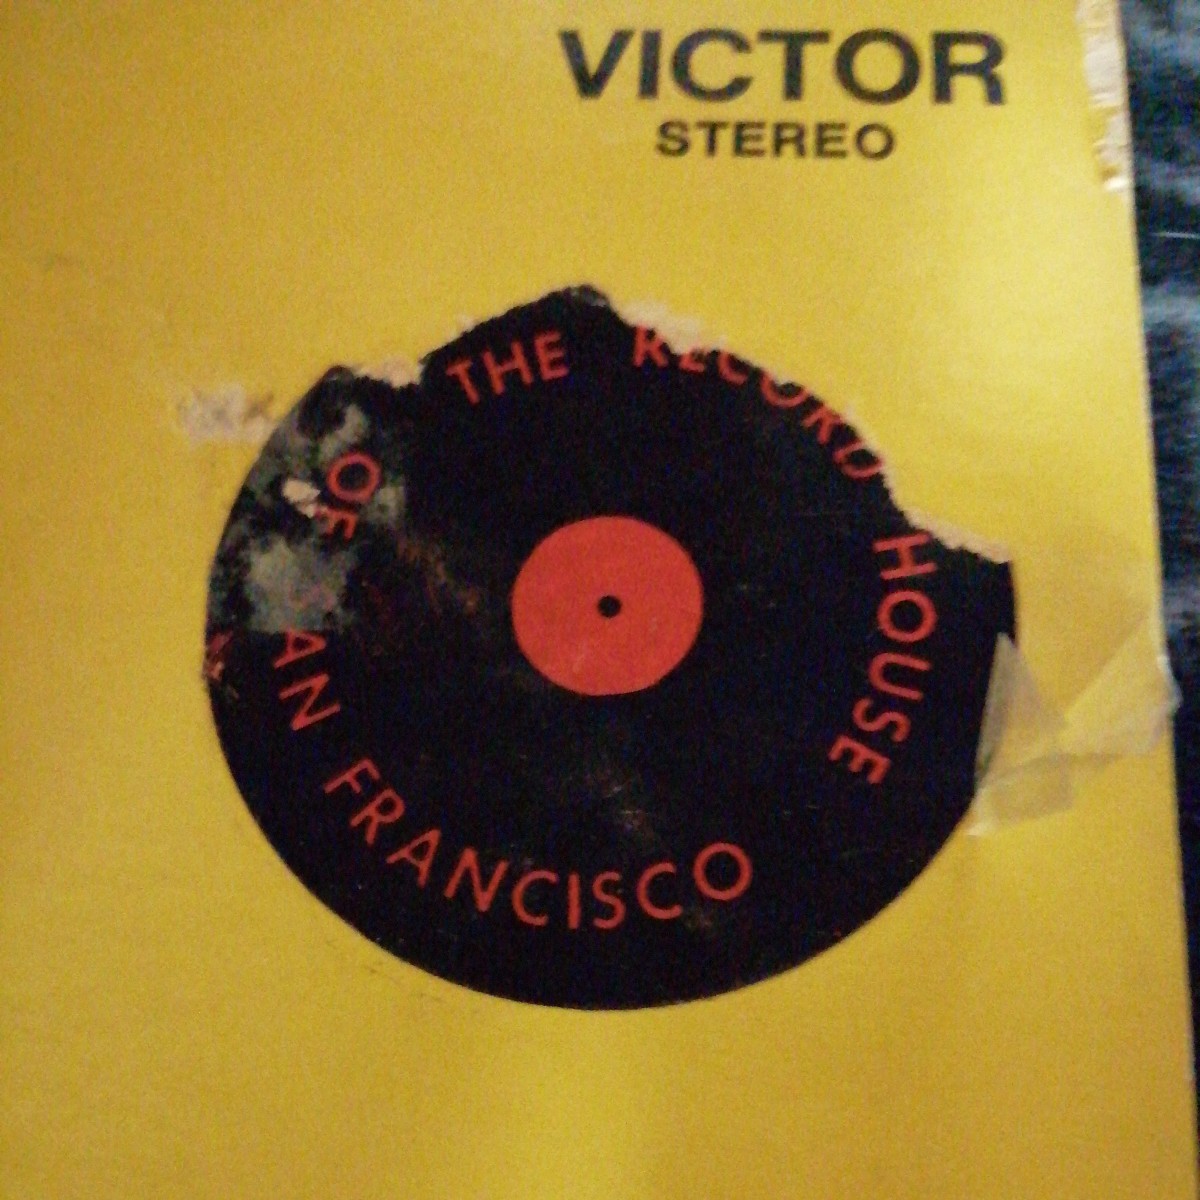 VICTOR
STEREO
THE RECORD HOUSE
OF
AN FRANCISCO